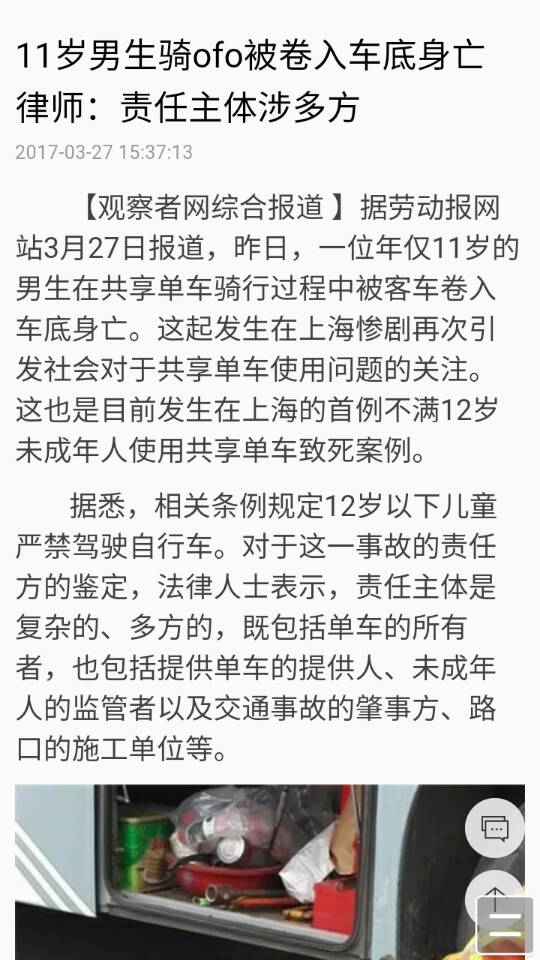 11岁男生骑ofo被卷入车底身亡
律师：责任主体涉多方
2017-03-27 15:37:13
【观察者网综合报道 】据劳动报网
站3月27日报道，昨日，一位年仅11岁的
男生在共享单车骑行过程中被客车卷入
车底身亡。这起发生在上海惨剧再次引
发社会对于共享单车使用问题的关注。
这也是目前发生在上海的首例不满12岁
未成年人使用共享单车致死案例。
据悉，相关条例规定12岁以下儿童
严禁驾驶自行车。对于这一事故的责任
方的鉴定，法律人士表示，责任主体是
复杂的、多方的，既包括单车的所有
者，也包括提供单车的提供人、未成年
人的监管者以及交通事故的肇事方、路
口的施工单位等。